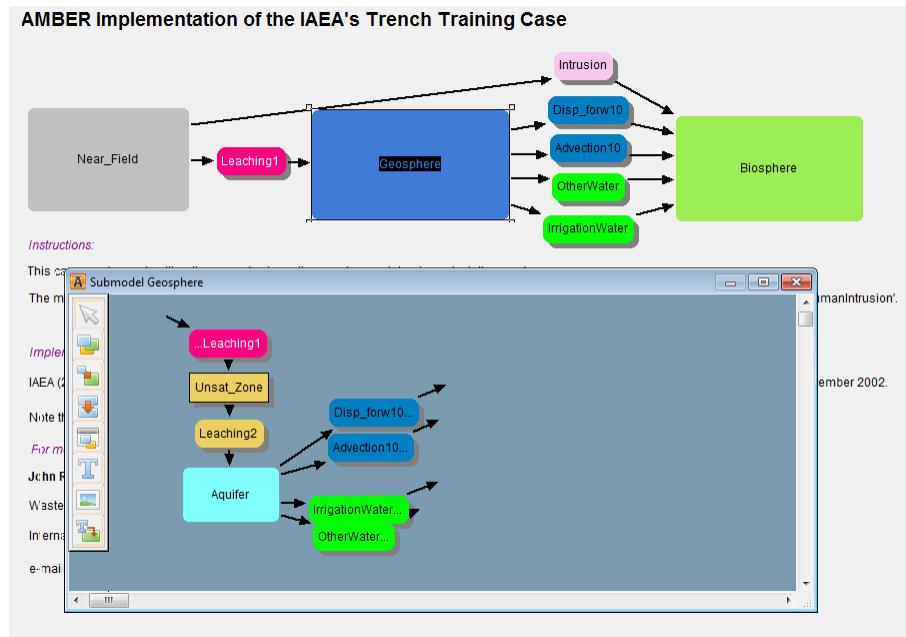 AMBER Implementation of the IAEA's Trench Training Case
Intrusion
Disp_forw10
Near_Field
Leaching1
Geosphere
Advection10
Biosphere
OtherWater
IrrigationWater
Instructions:
This
Submodel Geosphere
The m
manIntrusion'.
...Leaching1
Imple
IAEA (2
ember 2002.
Unsat_Zone
Note th
Disp_forw10...
Leaching2
For m
Advection10...
John R
Aquifer
Waste
IrrigationWater...
Interna
OtherWater...
e-mail